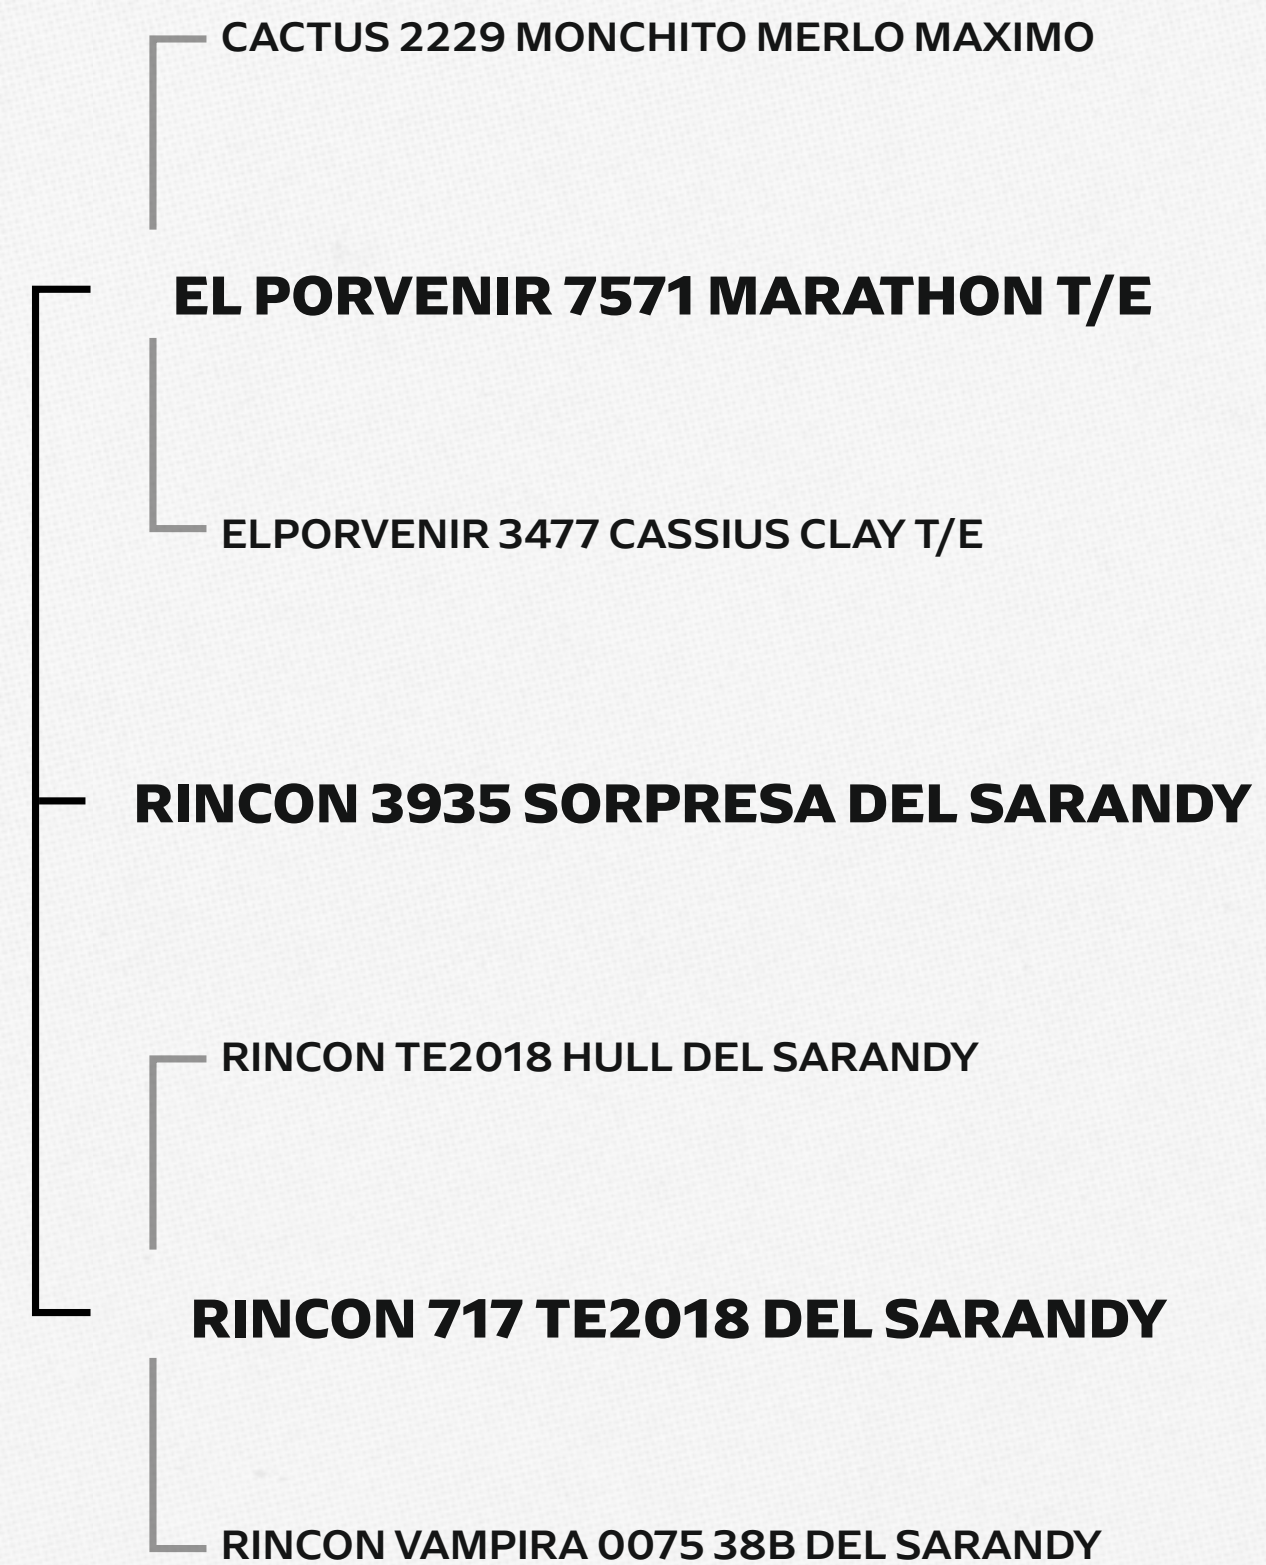 CACTUS 2229 MONCHITO MERLO MAXIMO
EL PORVENIR 7571 MARATHON T/E
ELPORVENIR 3477 CASSIUS CLAY T/E
RINCON 3935 SORPRESA DEL SARANDY
RINCON TE2018 HULL DEL SARANDY
RINCON 717 TE2018 DEL SARANDY
RINCON VAMPIRA 0075 38B DEL SARANDY